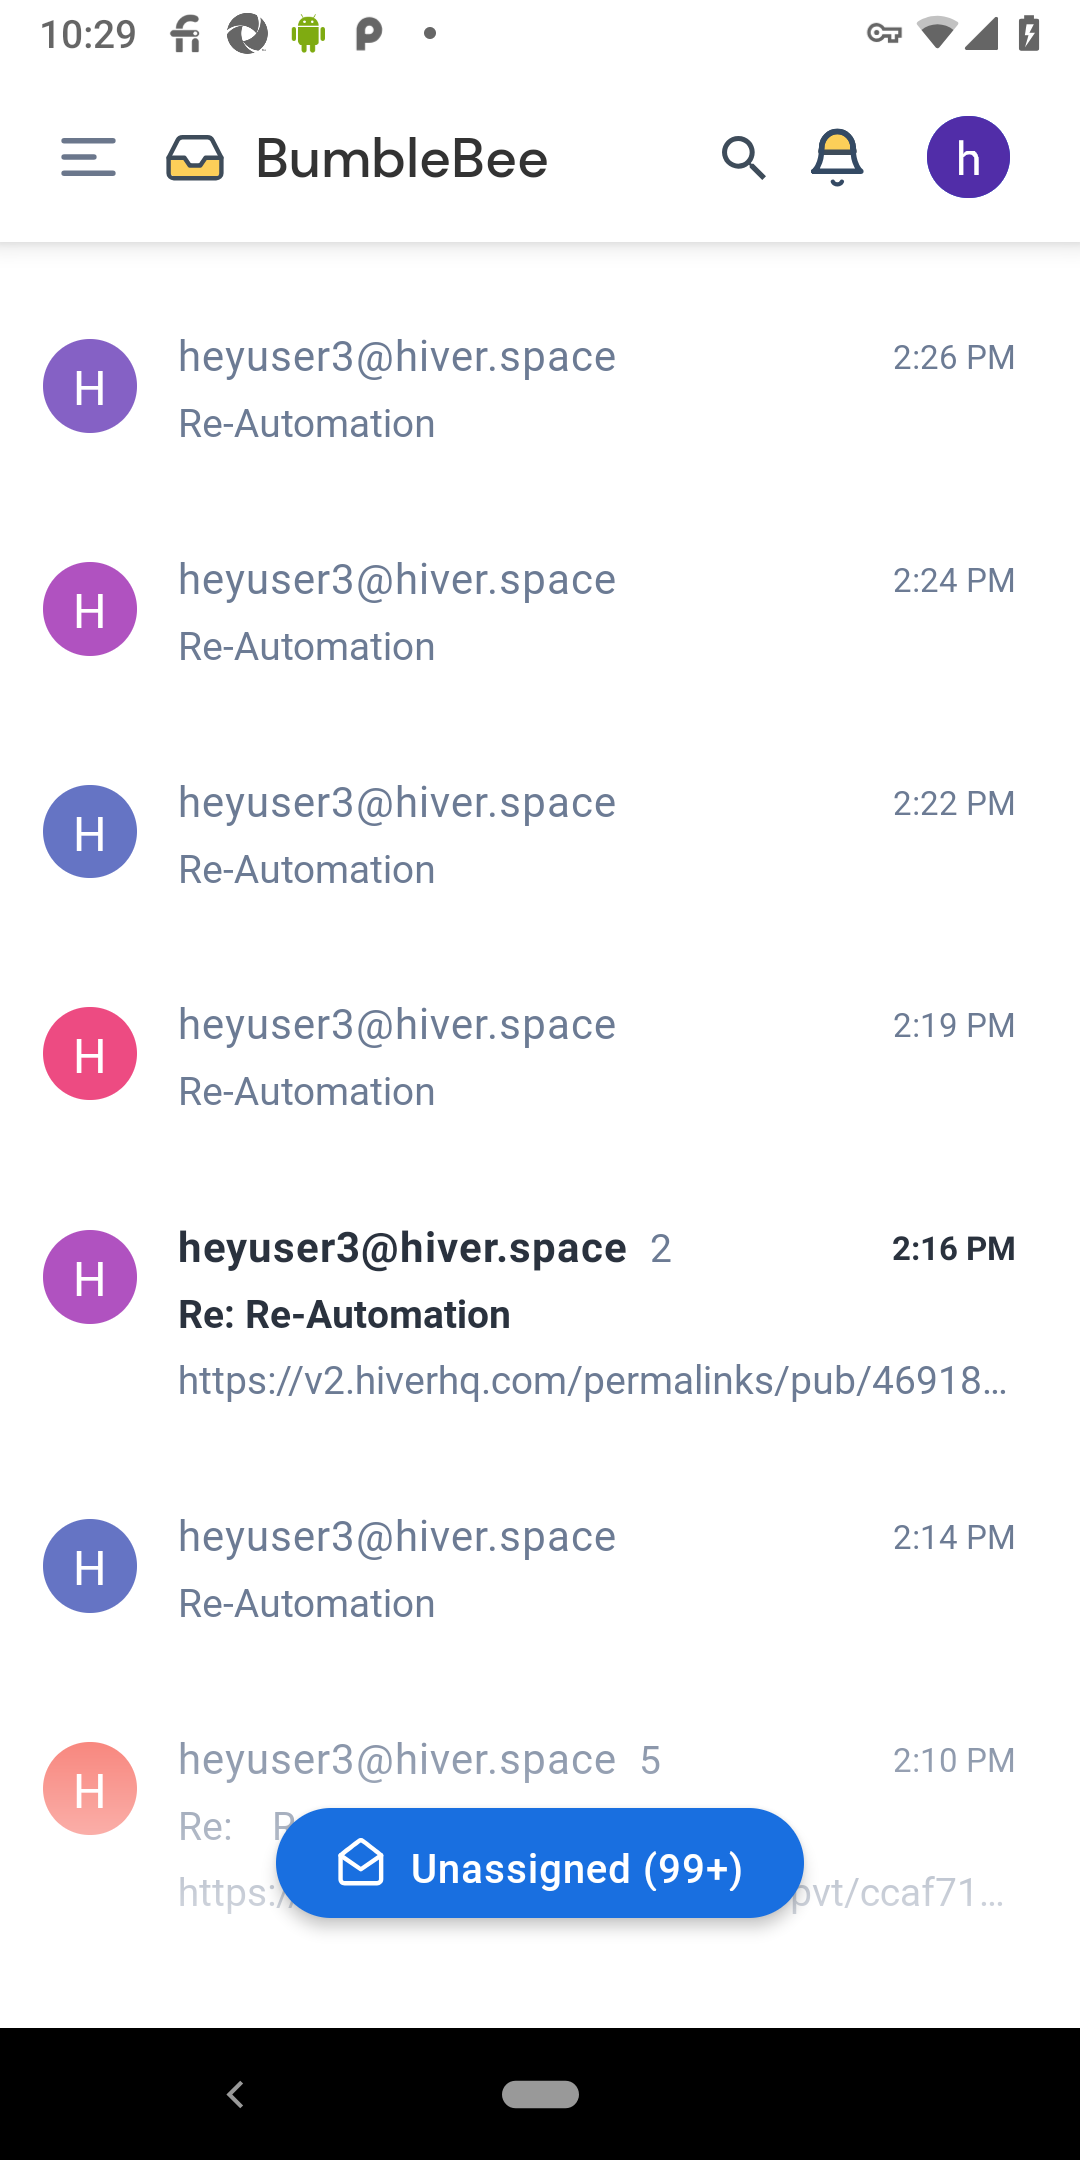 10:29
BumbleBee
h
heyuser3@hiver.space 2:26 PM
H
Re-Automation
heyuser3@hiver.space 2:24 PM
H
Re-Automation
heyuser3@hiver.space 2:22 PM
H
Re-Automation
heyuser3@hiver.space 2:19 PM
H
Re-Automation
heyuser3@hiver.space 2 2:16 PM
H
Re: Re-Automation
https://v2.hiverhq.com/permalinks/pub/46918…
heyuser3@hiver.space 2:14 PM
H
Re-Automation
heyuser3@hiver.space 5 2:10 PM
H
Re:
Unassigned (99+)
https:/ pvt/ccaf71…